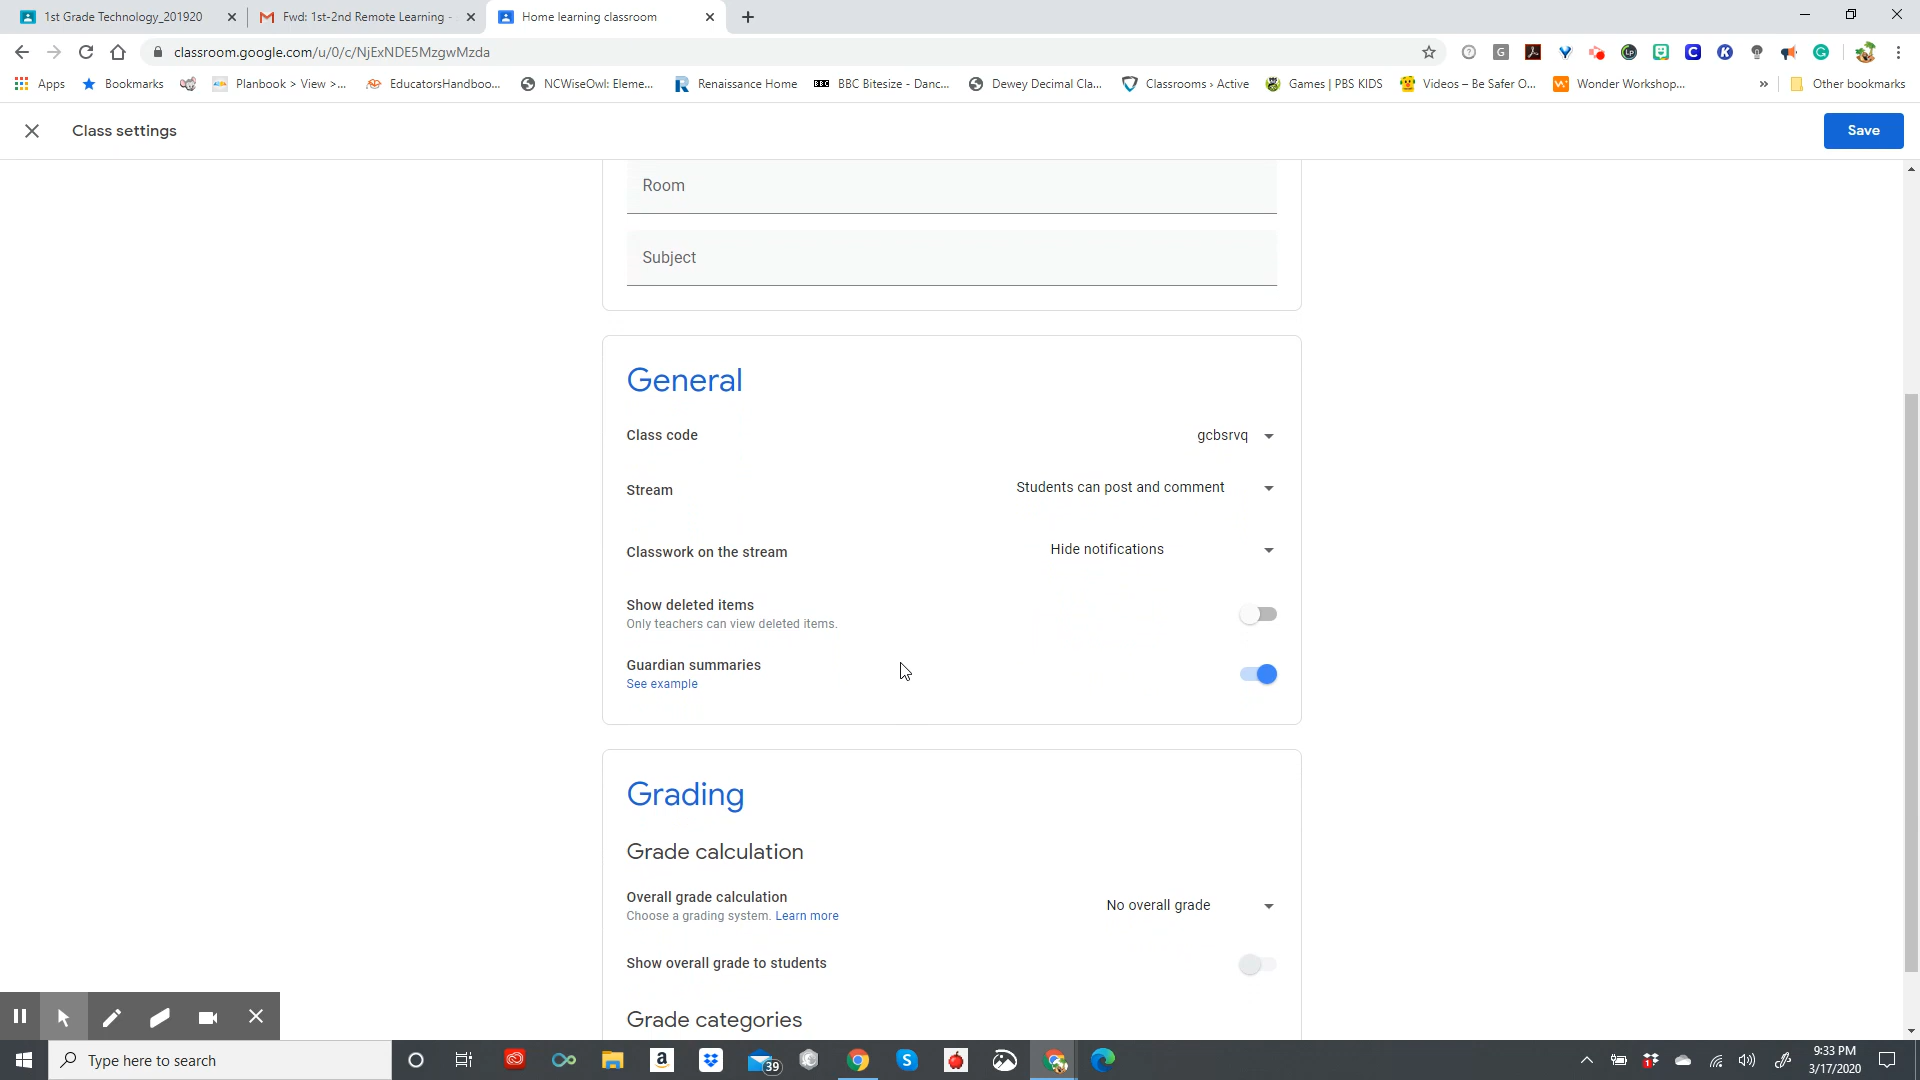 1st Grade Technology_201920
Fwd: 1st-2nd Remote Learning -
Home learning classroom
classroom.google.com/u/0/c/NjExNDE5MzgwMzda
Apps
Bookmarks
Planbook > View >...
EducatorsHandboo...
NCWiseOwl: Eleme...
Renaissance Home
BBC Bitesize - Danc...
Dewey Decimal Cla...
Classrooms › Active
Games | PBS KIDS
Videos – Be Safer O...
Wonder Workshop...
»
Other bookmarks
Class settings
Save
Room
Subject
General
Class code
gcbsrvq
Stream
Students can post and comment
Classwork on the stream
Hide notifications
Show deleted items
Only teachers can view deleted items.
Guardian summaries
See example
Grading
Grade calculation
Overall grade calculation
No overall grade
Choose a grading system. Learn more
Show overall grade to students
Grade categories
Type here to search
39
9:33 PM
3/17/2020